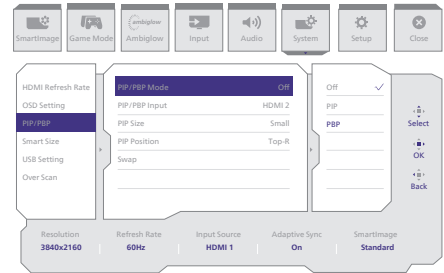 ambiglow
SmartImage
Game Mode
Ambiglow
Input
Audio
System
Setup
Close
HDMI Refresh Rate
OSD Setting
PIP/PBP
Smart Size
USB Setting
Over Scan
PIP/PBP Mode Off
PIP/PBP Input HDMI 2
PIP Size Small
PIP Position Top-R
Swap
Off
PIP
PBP
Select
OK
Back
Resolution
3840x2160
Refresh Rate
60Hz
Input Source
HDMI 1
Adaptive Sync
On
SmartImage
Standard